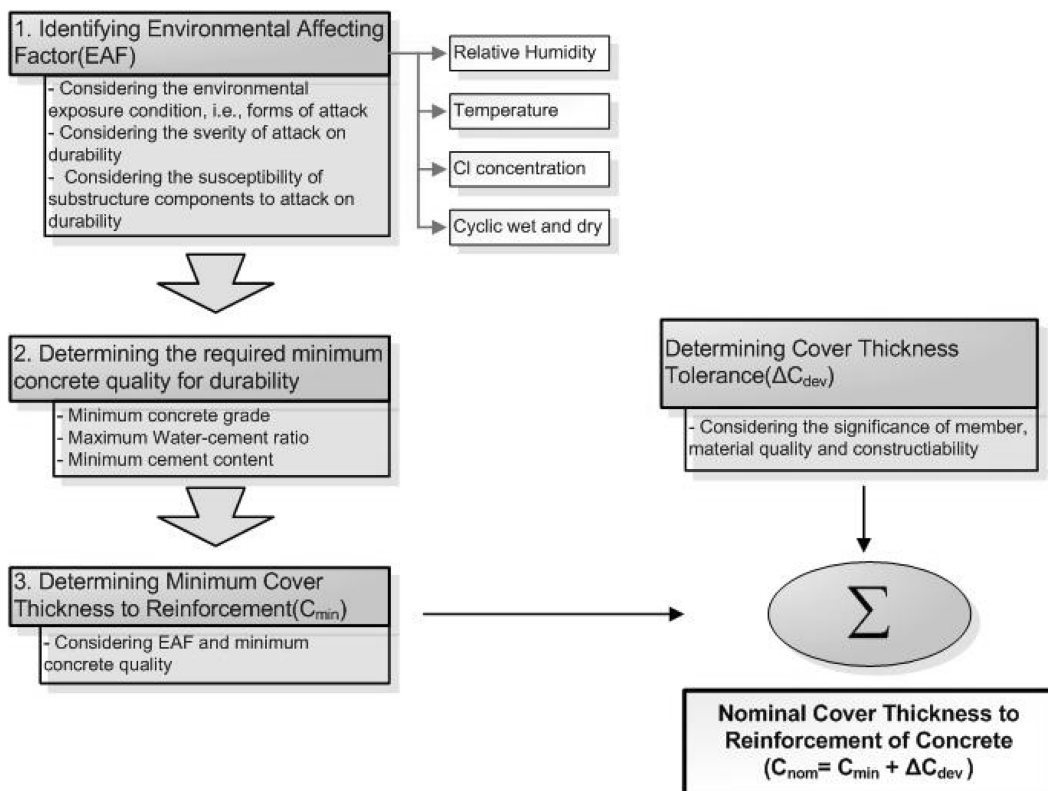 1. Identifying Environmental Affecting
Factor(EAF)
- Considering the environmental
exposure condition, i.e., forms of attack
- Considering the sverity of attack on
durability
- Considering the susceptibility of
substructure components to attack on
durability
Relative Humidity
Temperature
Cl concentration
Cyclic wet and dry
2. Determining the required minimum
concrete quality for durability
- Minimum concrete grade
- Maximum Water-cement ratio
- Minimum cement content
3. Determining Minimum Cover
Thickness to Reinforcement(Cmin)
- Considering EAF and minimum
concrete quality
Determining Cover Thickness
Tolerance(ΔCdev)
- Considering the significance of member,
material quality and constructiability
Σ
Nominal Cover Thickness to
Reinforcement of Concrete
(Cnom= Cmin + ΔCdev )